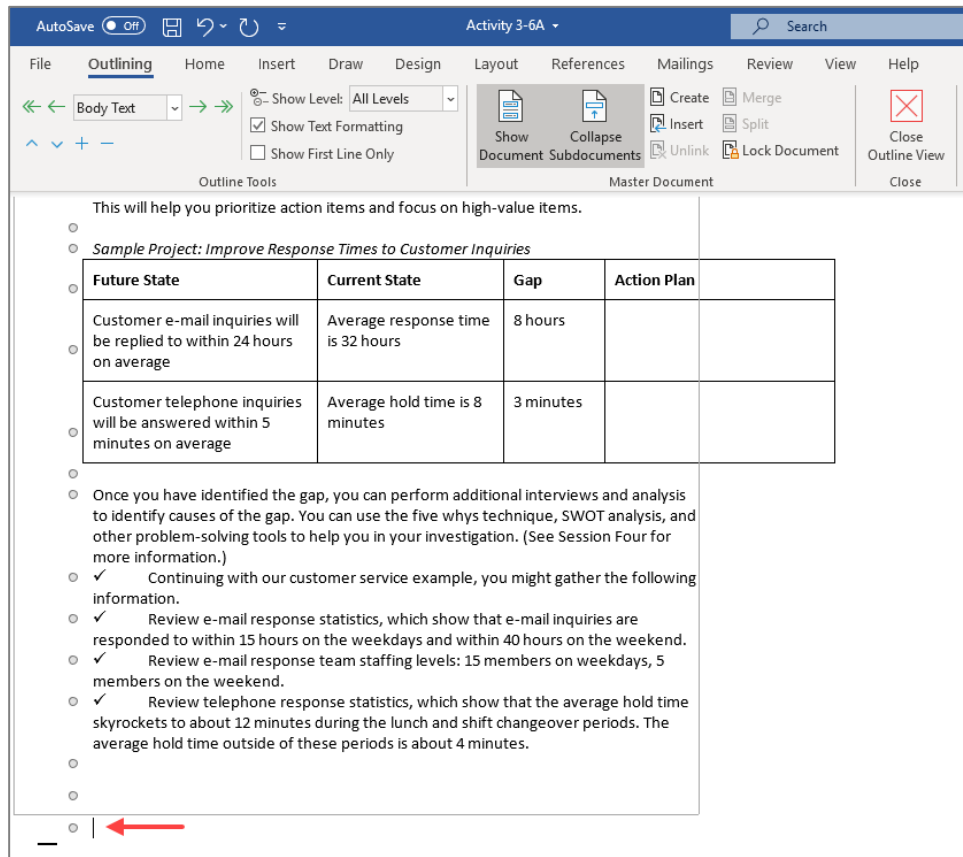 AutoSave Off Activity 3-6A Search
File Outlining Home Insert Draw Design Layout References Mailings Review View Help
Body Text
Show Level: All Levels
Show Text Formatting
Show First Line Only
Outline Tools
Show Document
Collapse Subdocuments
Create
Insert
Unlink
Merge
Split
Lock Document
Master Document
Close Outline View
Close
This will help you prioritize action items and focus on high-value items.
Sample Project: Improve Response Times to Customer Inquiries
Future State Current State Gap Action Plan
Customer e-mail inquiries will
be replied to within 24 hours
on average
Average response time
is 32 hours
8 hours
Customer telephone inquiries
will be answered within 5
minutes on average
Average hold time is 8
minutes
3 minutes
Once you have identified the gap, you can perform additional interviews and analysis
to identify causes of the gap. You can use the five whys technique, SWOT analysis, and
other problem-solving tools to help you in your investigation. (See Session Four for
more information.)
✓ Continuing with our customer service example, you might gather the following
information.
✓ Review e-mail response statistics, which show that e-mail inquiries are
responded to within 15 hours on the weekdays and within 40 hours on the weekend.
✓ Review e-mail response team staffing levels: 15 members on weekdays, 5
members on the weekend.
✓ Review telephone response statistics, which show that the average hold time
skyrockets to about 12 minutes during the lunch and shift changeover periods. The
average hold time outside of these periods is about 4 minutes.